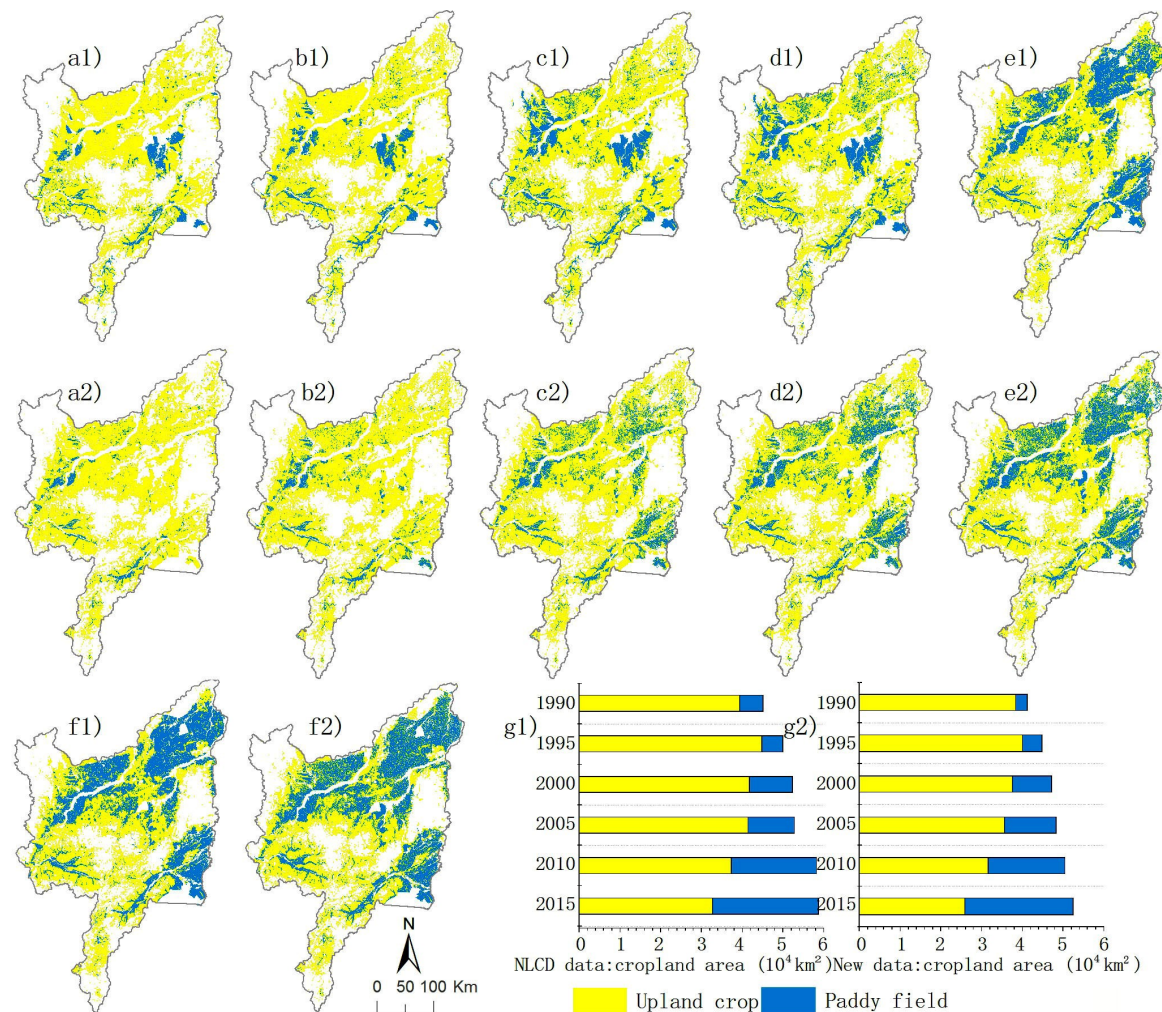 a1)
b1)
c1)
d1)
e1)
a2)
b2)
c2)
d2)
e2)
f1)
f2)
g1)
1990
1995
2000
2005
2010
2015
0 1 2 3 4 5 6
NLCD data:cropland area (10⁴km²)
g2)
1990
1995
2000
2005
2010
2015
0 1 2 3 4 5 6
New data:cropland area (10⁴km²)
N
0 50 100 Km
Upland crop
Paddy field